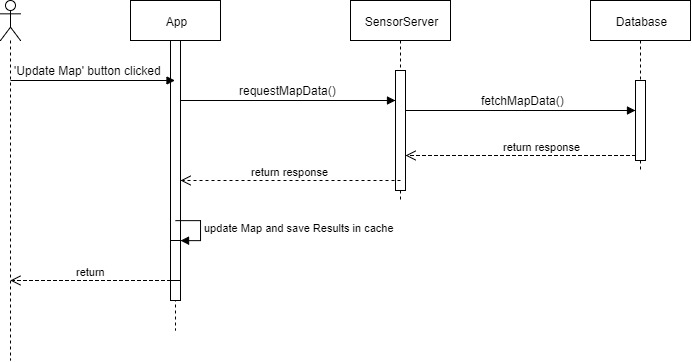 App
SensorServer
Database
'Update Map' button clicked
requestMapData()
fetchMapData()
return response
return response
update Map and save Results in cache
return